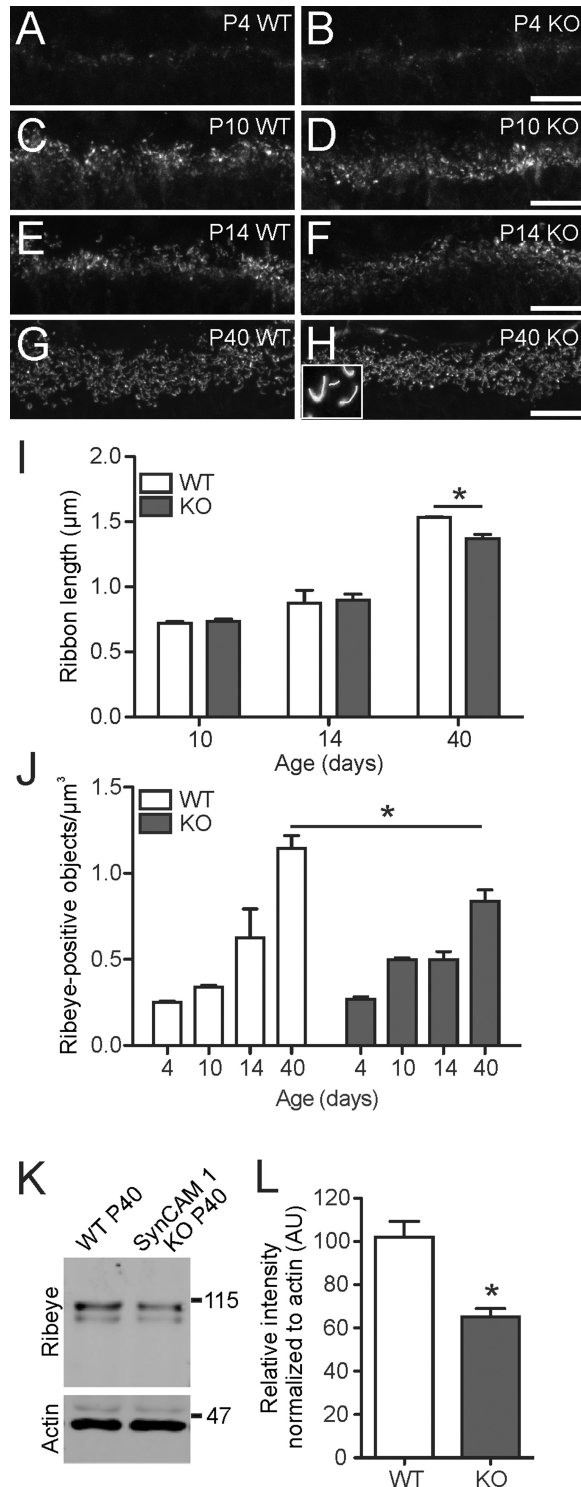 A P4 WT
B P4 KO
C P10 WT
D P10 KO
E P14 WT
F P14 KO
G P40 WT
H P40 KO
I
2.0
1.5
1.0
0.5
0.0
Ribbon length (µm)
WT
KO
*
10 14 40
Age (days)
J
1.5
1.0
0.5
0.0
Ribeye-positive objects/µm³
WT
KO
*
4 10 14 40 4 10 14 40
Age (days) Age (days)
K
WT P40
SynCAM 1
KO P40
Ribeye
115
Actin
47
L
120
100
80
60
40
20
0
Relative intensity
normalized to actin (AU)
*
WT KO